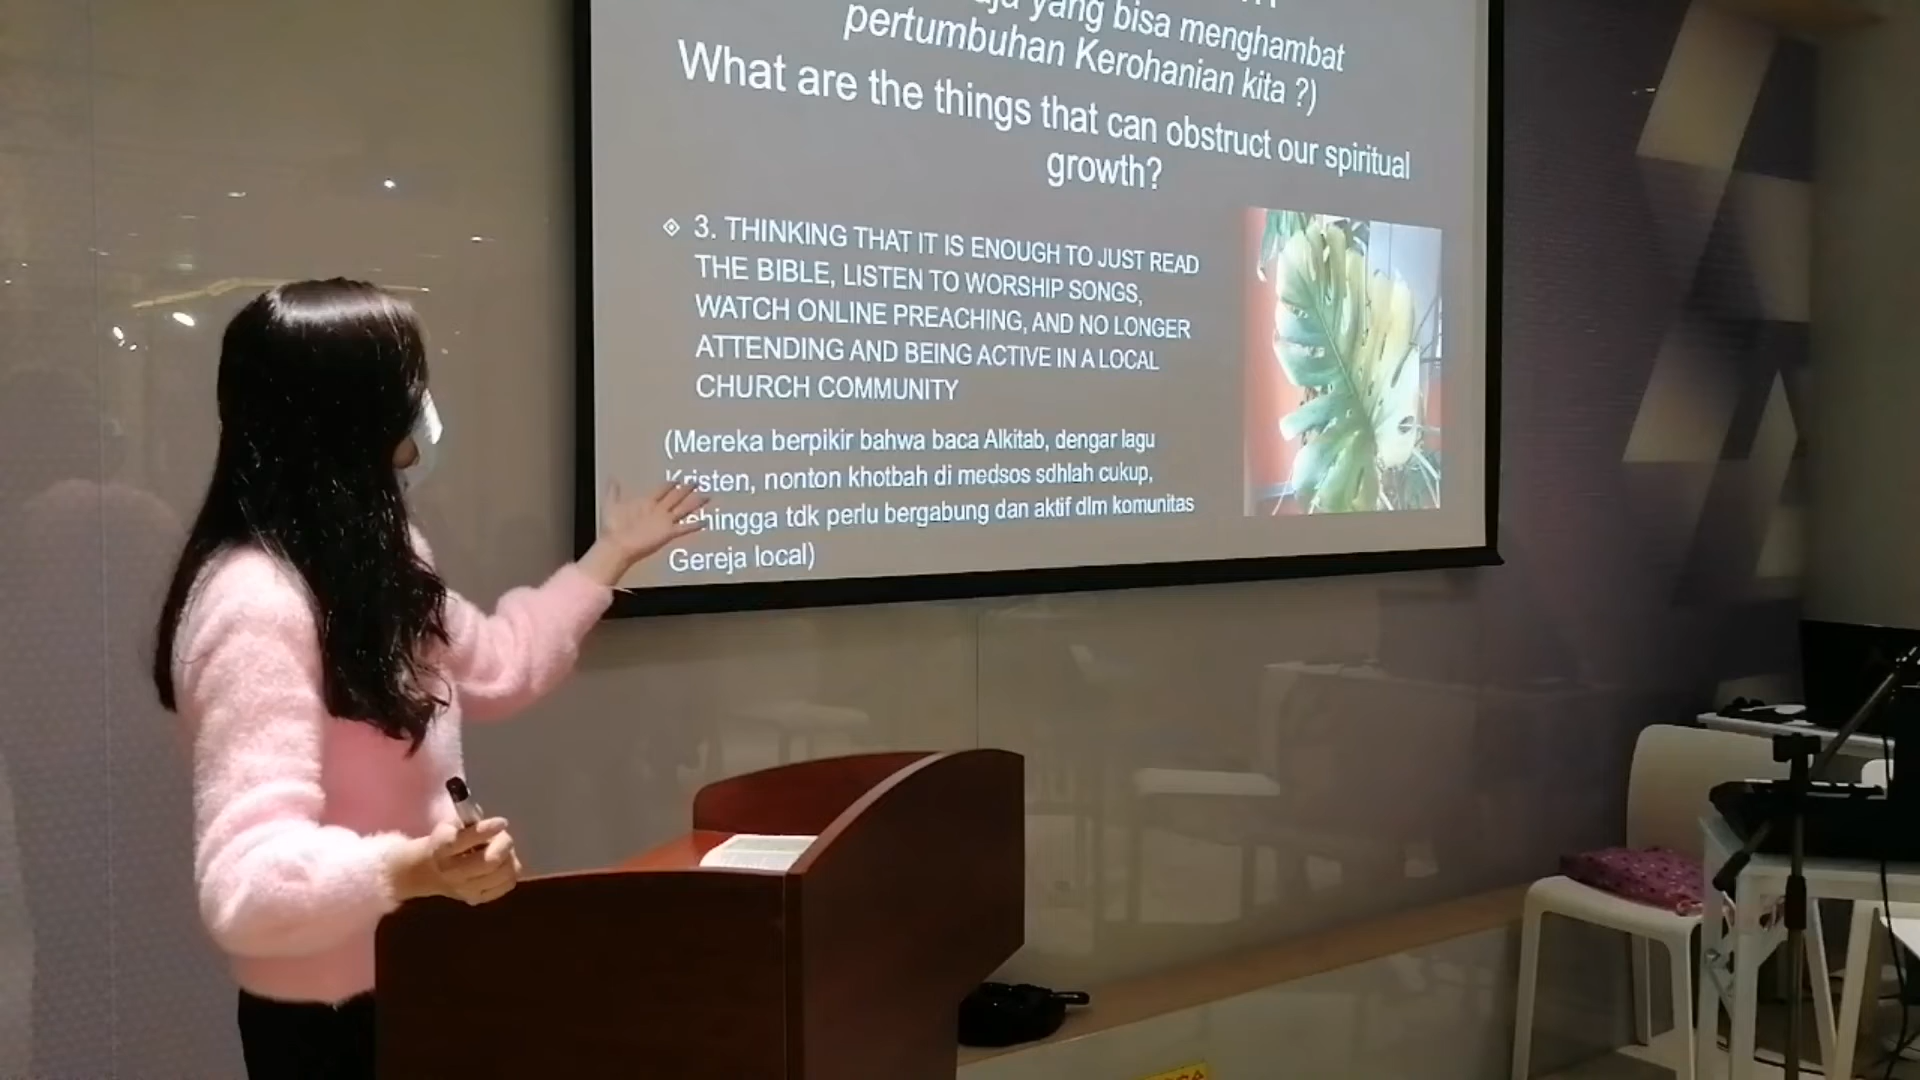 yang bisa menghambat
pertumbuhan Kerohanian kita ?)
What are the things that can obstruct our spiritual
growth?
3. THINKING THAT IT IS ENOUGH TO JUST READ
THE BIBLE, LISTEN TO WORSHIP SONGS,
WATCH ONLINE PREACHING, AND NO LONGER
ATTENDING AND BEING ACTIVE IN A LOCAL
CHURCH COMMUNITY
(Mereka berpikir bahwa baca Alkitab, dengar lagu
Kristen, nonton khotbah di medsos sdhlah cukup,
sehingga tdk perlu bergabung dan aktif dlm komunitas
Gereja local)